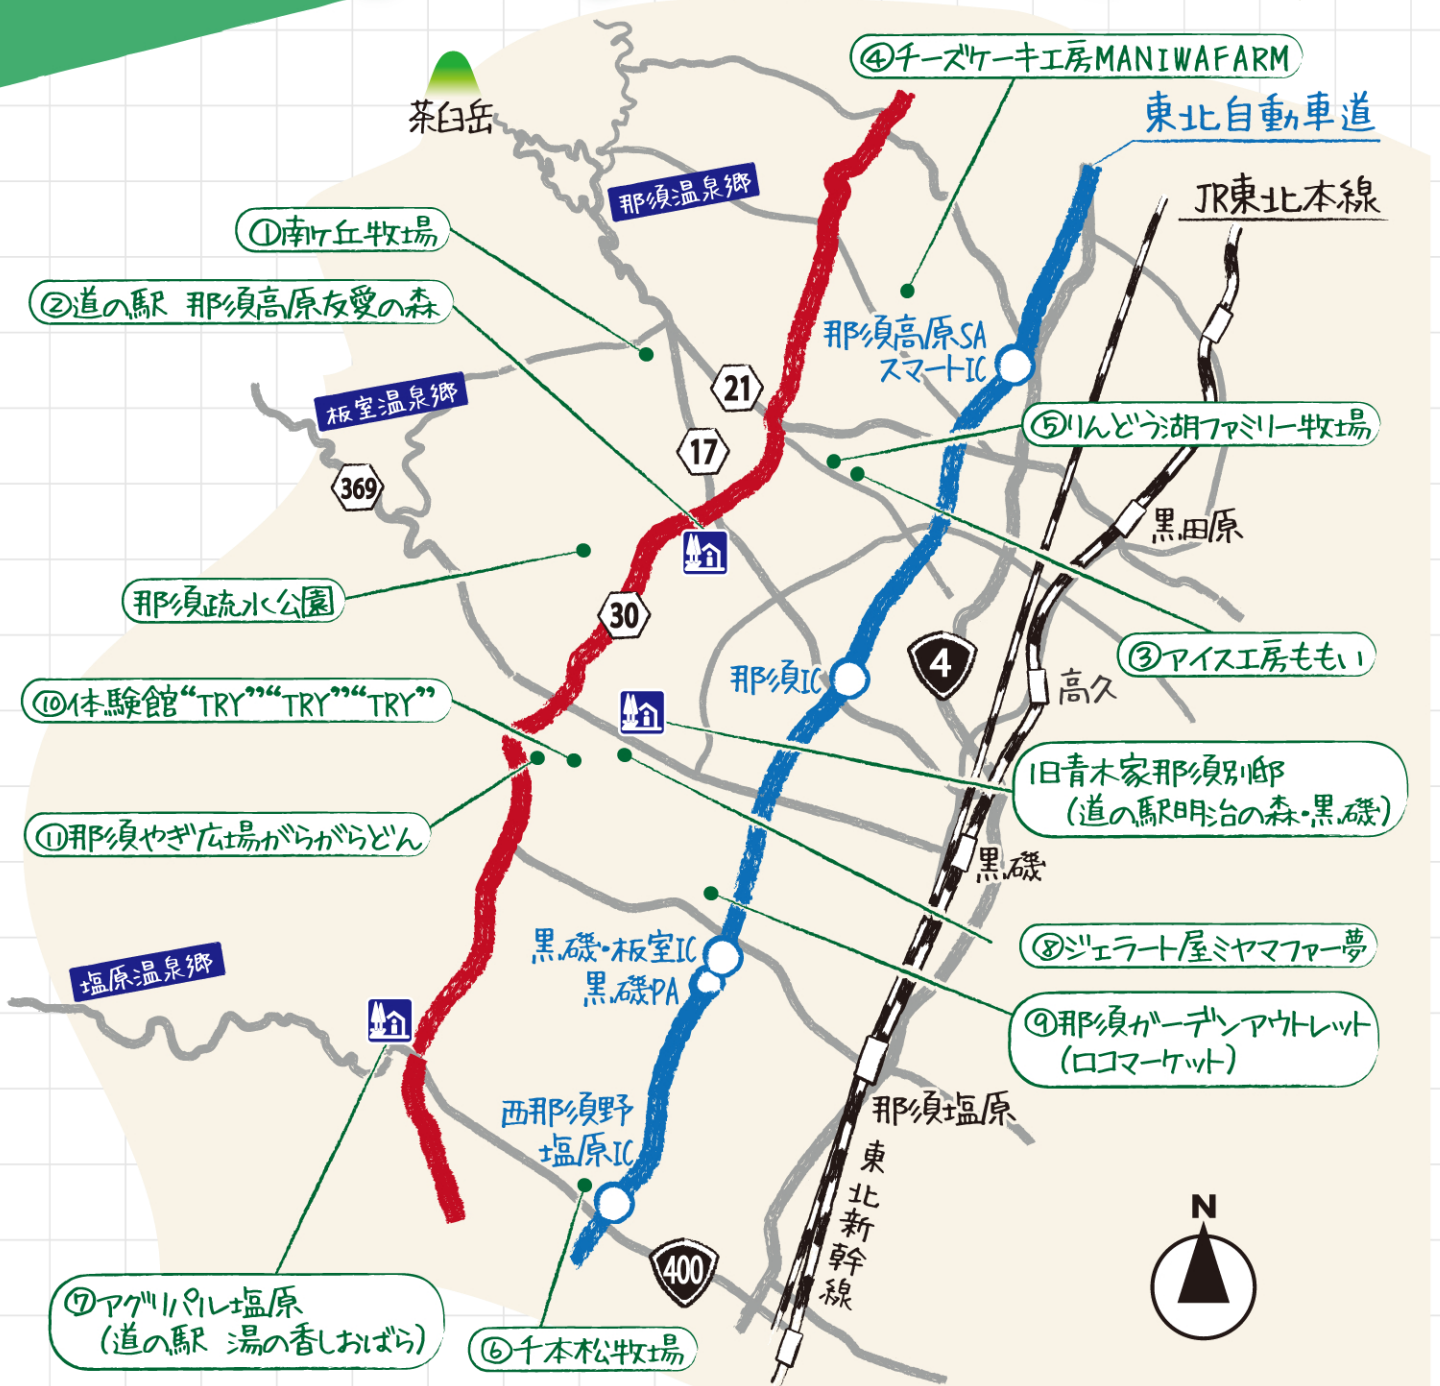 ④チーズケーキ工房MANIWAFARM
東北自動車道
茶臼岳
JR東北本線
那須温泉郷
①南ヶ丘牧場
②道の駅 那須高原友愛の森
那須高原SA
スマートIC
板室温泉郷
21
⑤りんどう湖ファミリー牧場
17
369
黒田原
那須疏水公園
30
③アイス工房ももい
4
那須IC
高久
⑩体験館“TRY”“TRY”“TRY”
旧青木家那須別邸
(道の駅明治の森・黒磯)
⑪那須やぎ広場がらがらどん
黒磯
黒磯・板室IC
黒磯PA
⑧ジェラート屋ミヤマファー夢
塩原温泉郷
⑨那須ガーデンアウトレット
(ロコマーケット)
西那須野
塩原IC
那須塩原
東北新幹線
N
400
⑦アグリパル塩原
(道の駅 湯の香しおばら)
⑥千本松牧場